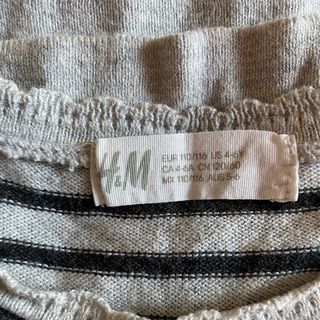 H&M
EUR 110/116 US 4-6Y
CA 4-6A CN 120/60
MX 110/116 AUS 5-6